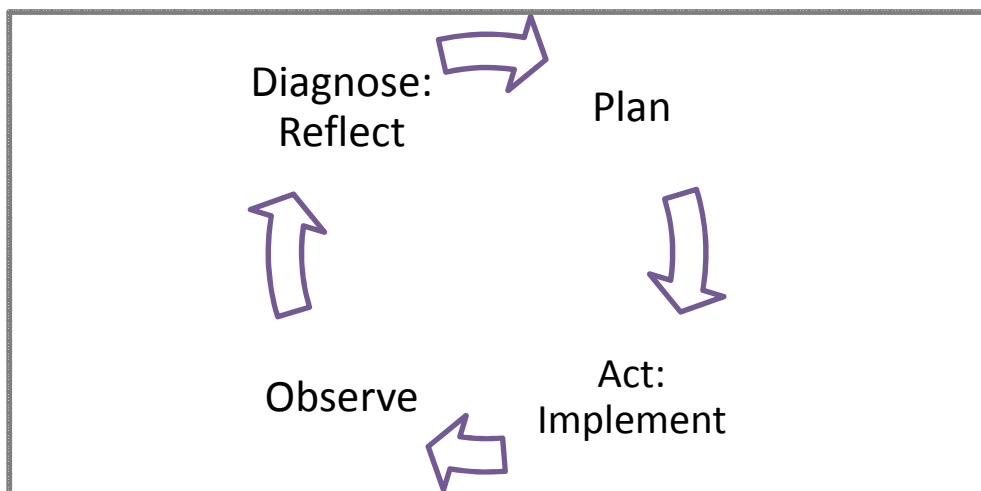 Diagnose:
Reflect
Plan
Act:
Implement
Observe